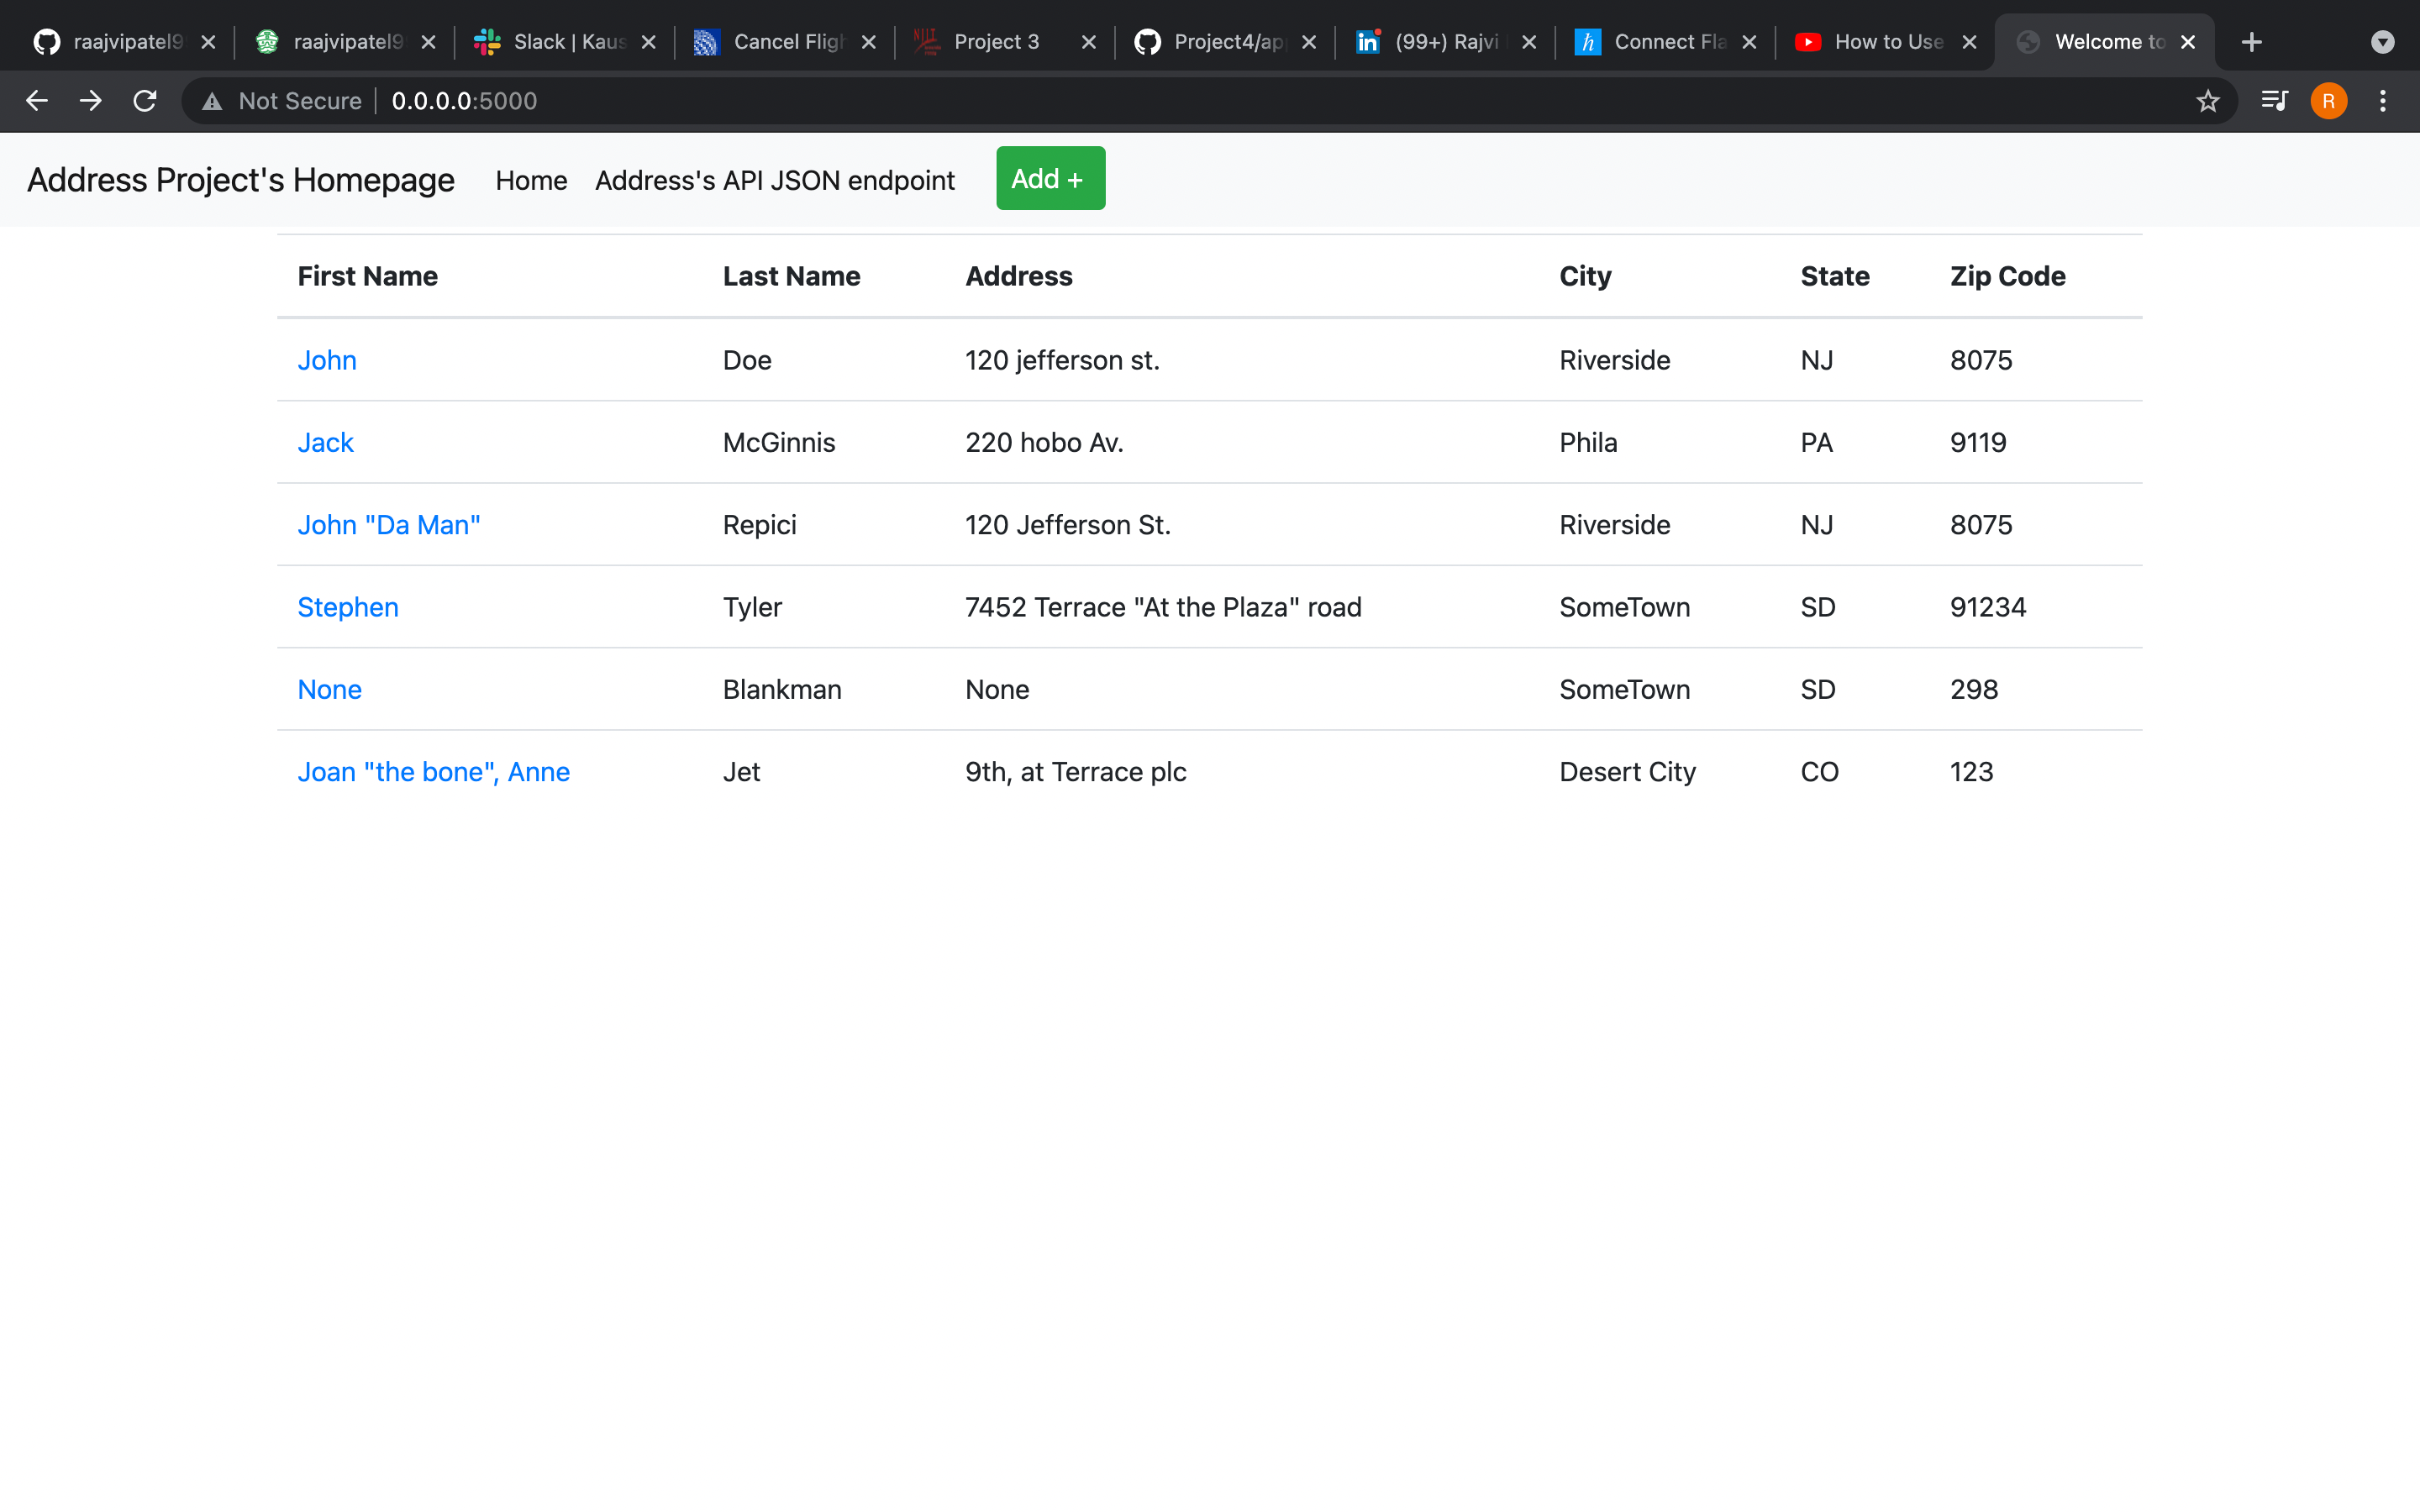 raajvipatel9 raajvipatel9 Slack | Kaus Cancel Fligh Project 3 Project4/ap (99+) Rajvi Connect Fla How to Use Welcome to
Not Secure 0.0.0.0:5000 R
Address Project's Homepage Home Address's API JSON endpoint Add +
First Name Last Name Address City State Zip Code
John Doe 120 jefferson st. Riverside NJ 8075
Jack McGinnis 220 hobo Av. Phila PA 9119
John "Da Man" Repici 120 Jefferson St. Riverside NJ 8075
Stephen Tyler 7452 Terrace "At the Plaza" road SomeTown SD 91234
None Blankman None SomeTown SD 298
Joan "the bone", Anne Jet 9th, at Terrace plc Desert City CO 123